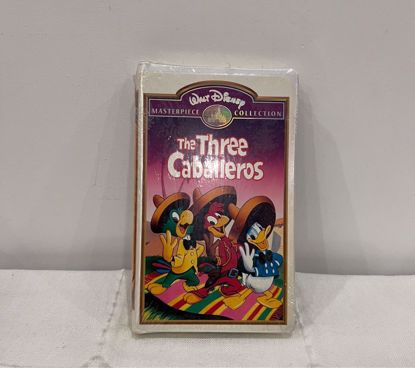 Walt Disney
MASTERPIECE COLLECTION
The Three
Caballeros